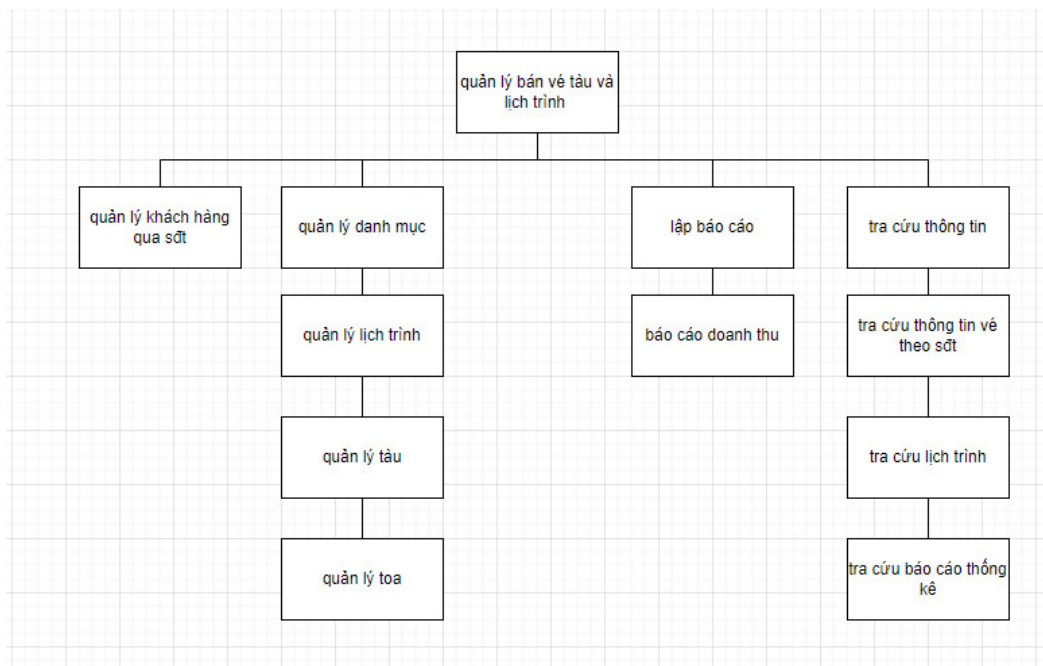 quản lý bán vé tàu và
lịch trình
quản lý khách hàng
qua sđt
quản lý danh mục
lập báo cáo
tra cứu thông tin
quản lý lịch trình
báo cáo doanh thu
tra cứu thông tin vé
theo sđt
quản lý tàu
tra cứu lịch trình
quản lý toa
tra cứu báo cáo thống
kê